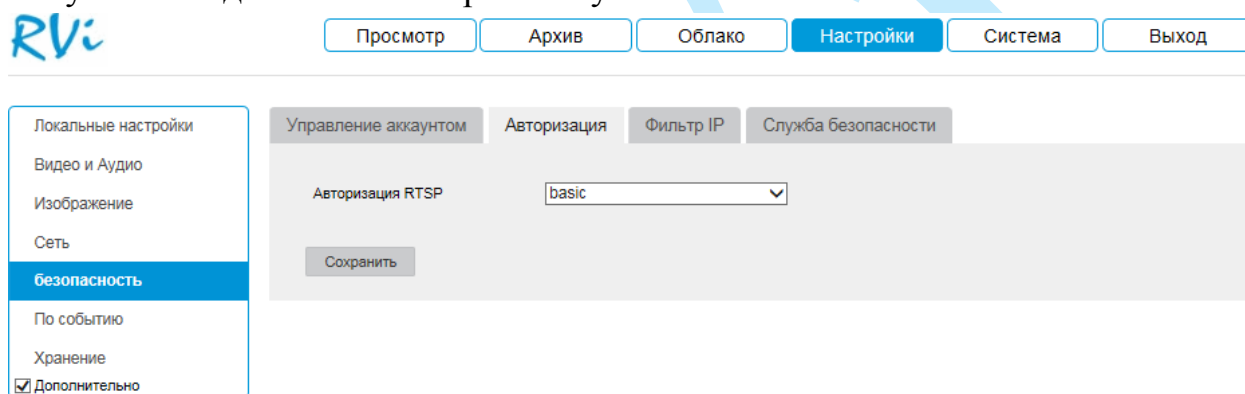 RVi Просмотр Архив Облако Настройки Система Выход
Локальные настройки Управление аккаунтом Авторизация Фильтр IP Служба безопасности
Видео и Аудио
Авторизация RTSP basic
Изображение
Сеть
Сохранить
безопасность
По событию
Хранение
Дополнительно